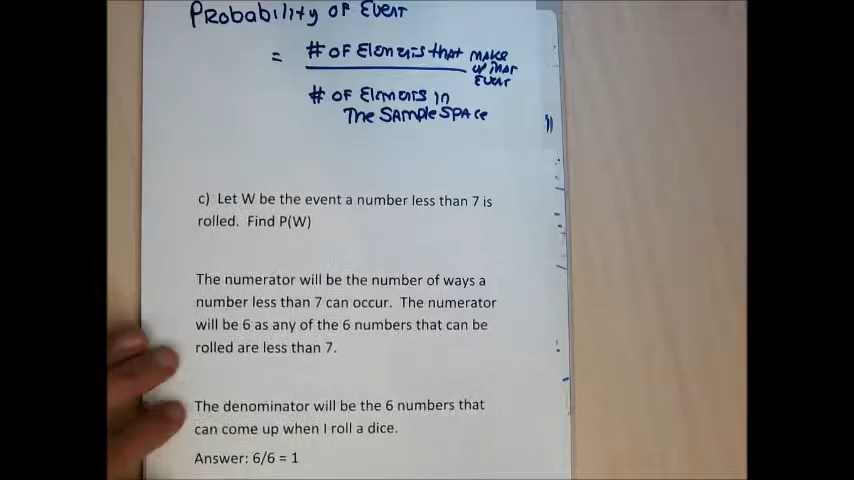 Probability of Event
= # of Elements that make
up that
Event
# of Elements in
The Sample Space
c) Let W be the event a number less than 7 is
rolled. Find P(W)
The numerator will be the number of ways a
number less than 7 can occur. The numerator
will be 6 as any of the 6 numbers that can be
rolled are less than 7.
The denominator will be the 6 numbers that
can come up when I roll a dice.
Answer: 6/6 = 1